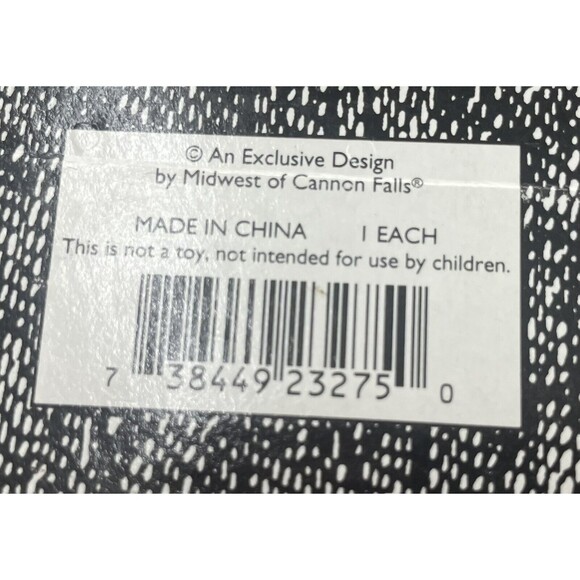 © An Exclusive Design
by Midwest of Cannon Falls®
MADE IN CHINA 1 EACH
This is not a toy, not intended for use by children.
7 38449 23275 0